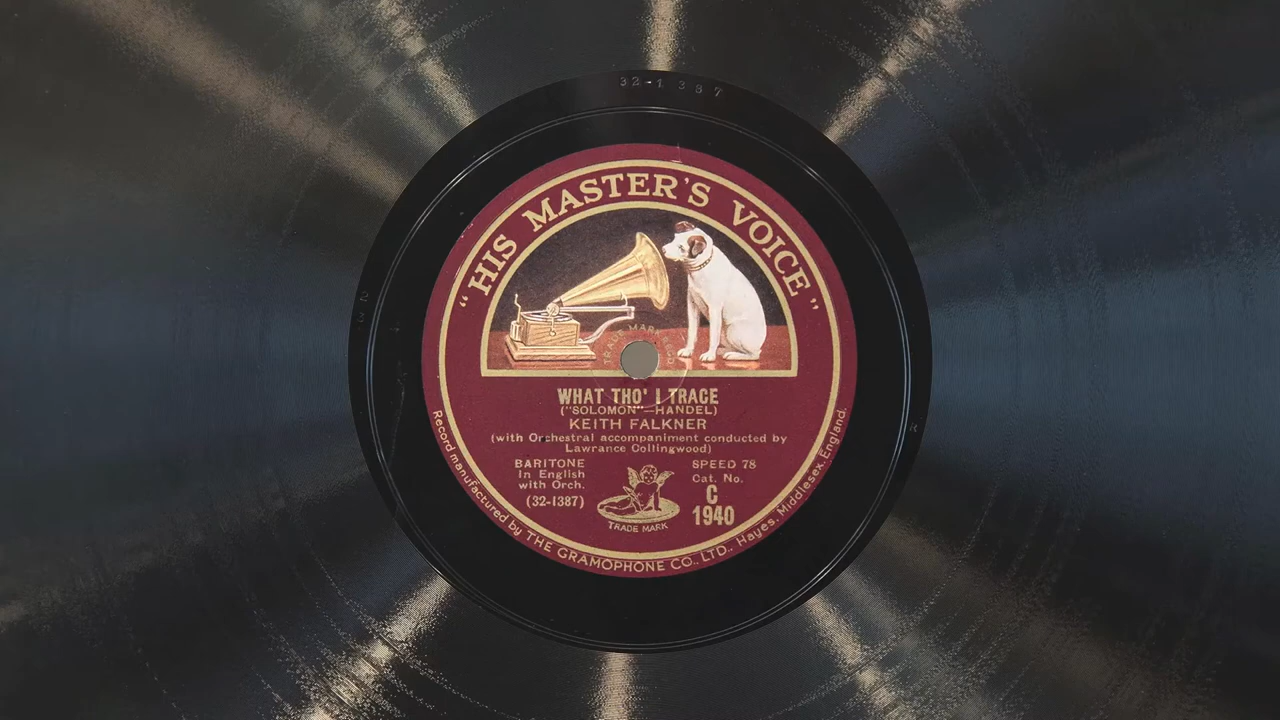 32-1387
"HIS MASTER'S VOICE"
TRADE MARK REGD
WHAT THO' I TRACE
("SOLOMON"—HANDEL)
KEITH FALKNER
(with Orchestral accompaniment conducted by
Lawrance Collingwood)
BARITONE
in English
with Orch.
(32-1387)
SPEED 78
Cat. No.
C
1940
TRADE MARK
Record manufactured by THE GRAMOPHONE CO., LTD., Hayes, Middlesex, England.
R